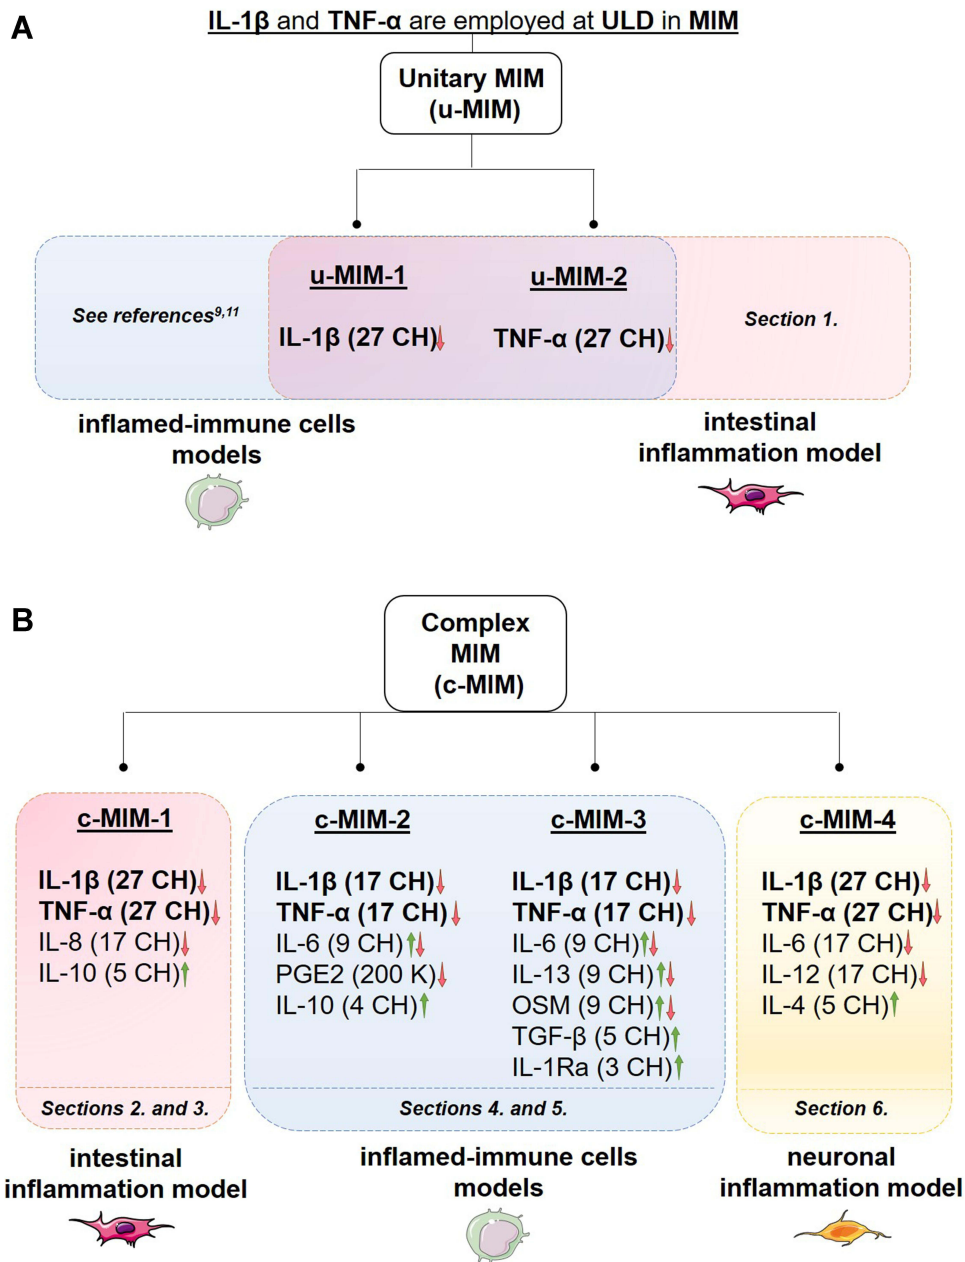 A
IL-1β and TNF-α are employed at ULD in MIM
Unitary MIM
(u-MIM)
u-MIM-1
u-MIM-2
See references9,11
IL-1β (27 CH)
TNF-α (27 CH)
Section 1.
inflamed-immune cells
models
intestinal
inflammation model
B
Complex
MIM
(c-MIM)
c-MIM-1
IL-1β (27 CH)
TNF-α (27 CH)
IL-8 (17 CH)
IL-10 (5 CH)
Sections 2. and 3.
intestinal
inflammation model
c-MIM-2
IL-1β (17 CH)
TNF-α (17 CH)
IL-6 (9 CH)
PGE2 (200 K)
IL-10 (4 CH)
c-MIM-3
IL-1β (17 CH)
TNF-α (17 CH)
IL-6 (9 CH)
IL-13 (9 CH)
OSM (9 CH)
TGF-β (5 CH)
IL-1Ra (3 CH)
Sections 4. and 5.
inflamed-immune cells
models
c-MIM-4
IL-1β (27 CH)
TNF-α (27 CH)
IL-6 (17 CH)
IL-12 (17 CH)
IL-4 (5 CH)
Section 6.
neuronal
inflammation model